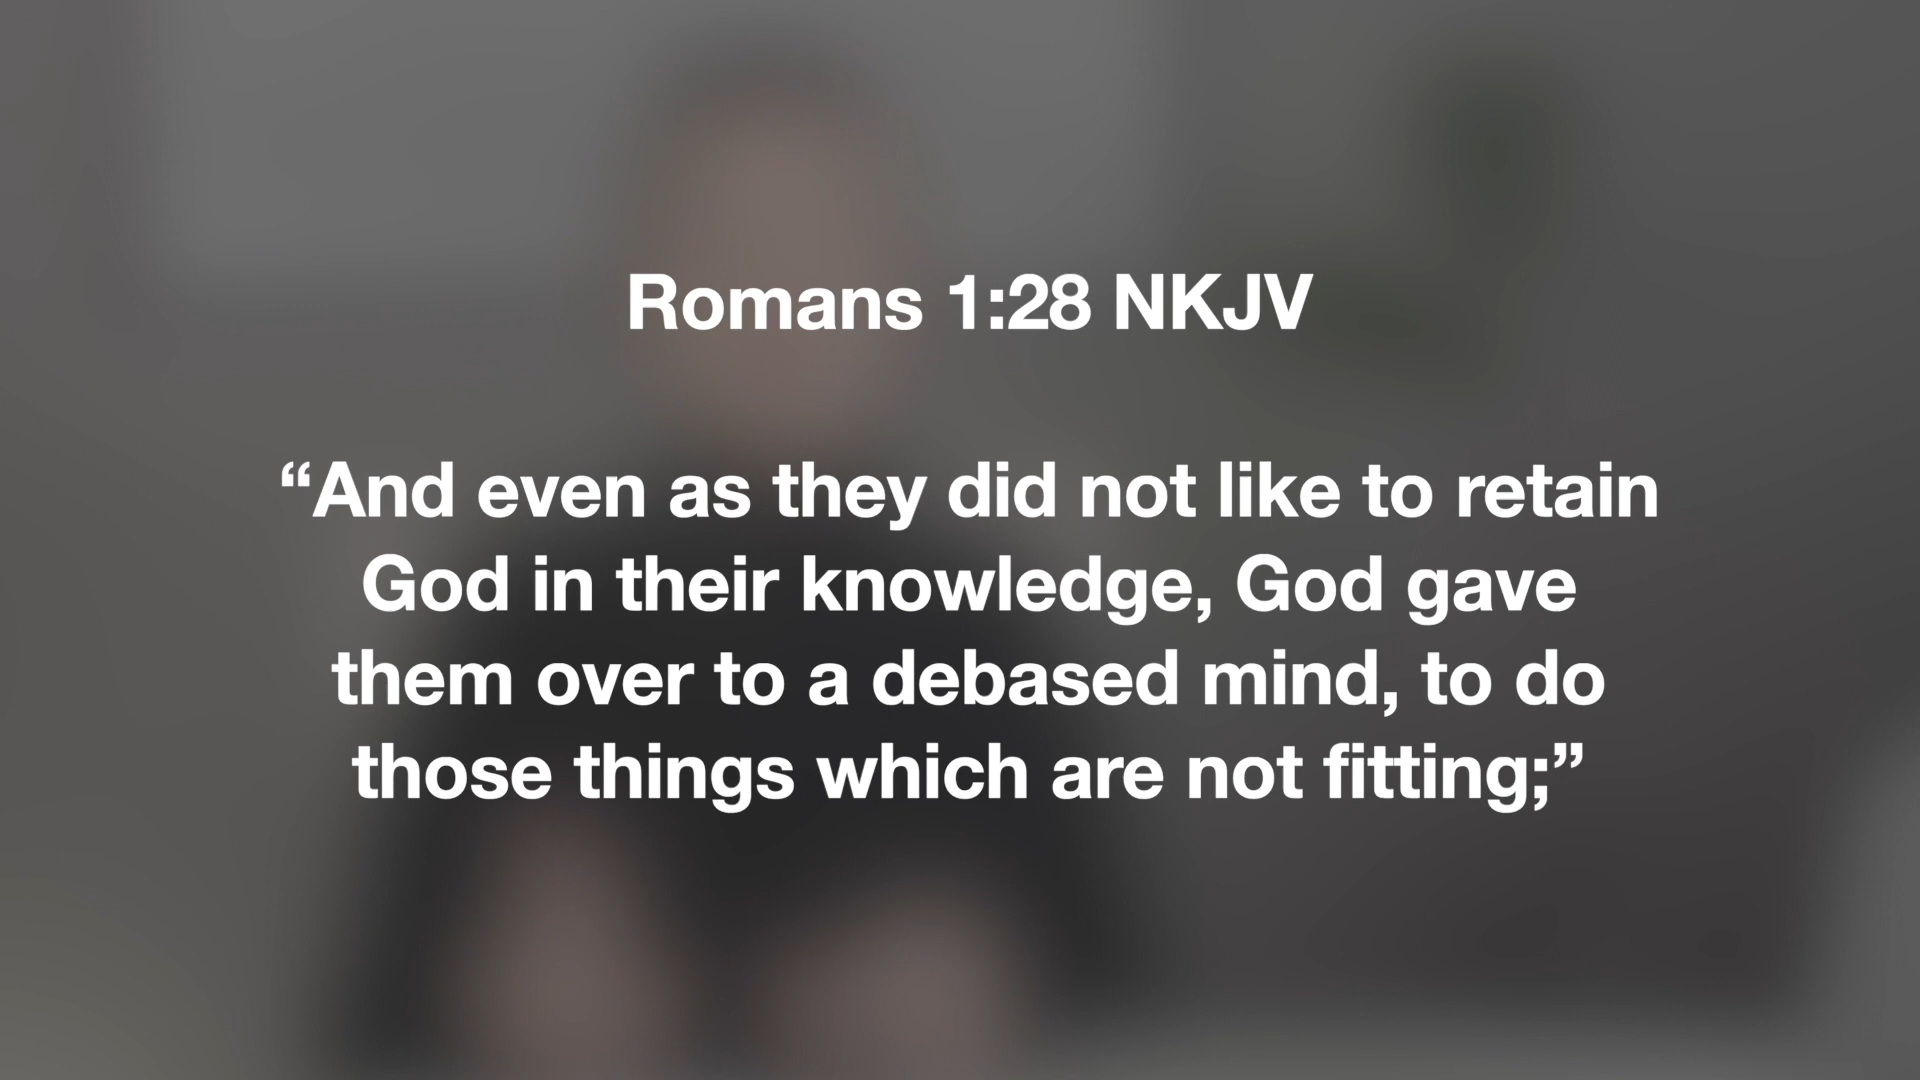 Romans 1:28 NKJV
“And even as they did not like to retain
God in their knowledge, God gave
them over to a debased mind, to do
those things which are not fitting;”